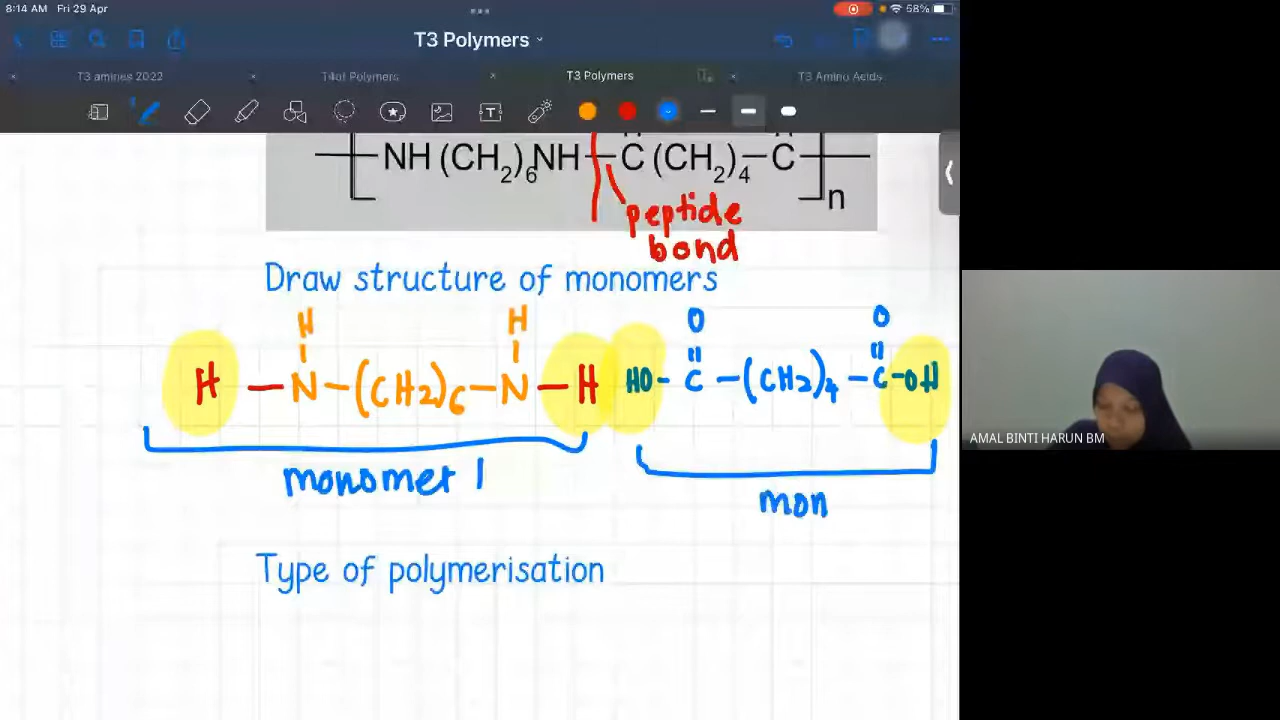 8:14 AM Fri 29 Apr
58%
T3 Polymers
T3 amines 2022
T4of Polymers
T3 Polymers
T3 Amino Acids
T
NH (CH2)6NH C (CH2)4 C
n
peptide
bond
Draw structure of monomers
H H O O
H — N — (CH2)6 — N — H HO - C — (CH2)4 — C - OH
monomer 1
mon
Type of polymerisation
AMAL BINTI HARUN BM